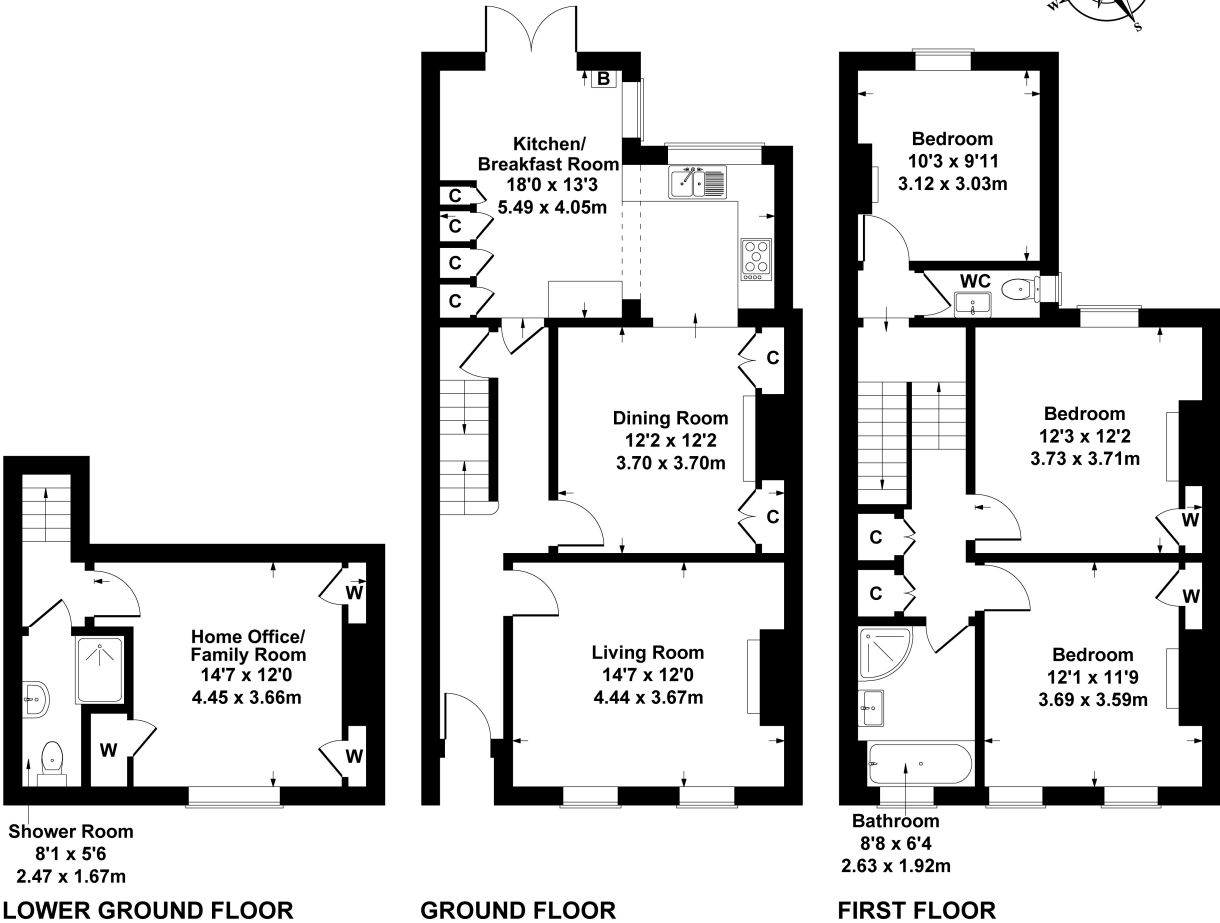 W
S
B
Kitchen/
Breakfast Room
18'0 x 13'3
5.49 x 4.05m
C
C
C
C
Bedroom
10'3 x 9'11
3.12 x 3.03m
WC
Dining Room
12'2 x 12'2
3.70 x 3.70m
C
C
Bedroom
12'3 x 12'2
3.73 x 3.71m
W
C
C
W
Home Office/
Family Room
14'7 x 12'0
4.45 x 3.66m
W
W
W
Living Room
14'7 x 12'0
4.44 x 3.67m
Bedroom
12'1 x 11'9
3.69 x 3.59m
Shower Room
8'1 x 5'6
2.47 x 1.67m
Bathroom
8'8 x 6'4
2.63 x 1.92m
LOWER GROUND FLOOR
GROUND FLOOR
FIRST FLOOR